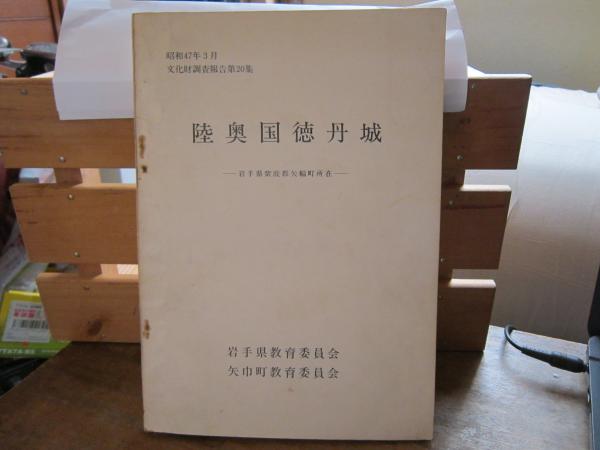 昭和47年3月
文化財調査報告第20集
陸奥国徳丹城
―岩手県紫波郡矢幅町所在―
岩手県教育委員会
矢巾町教育委員会